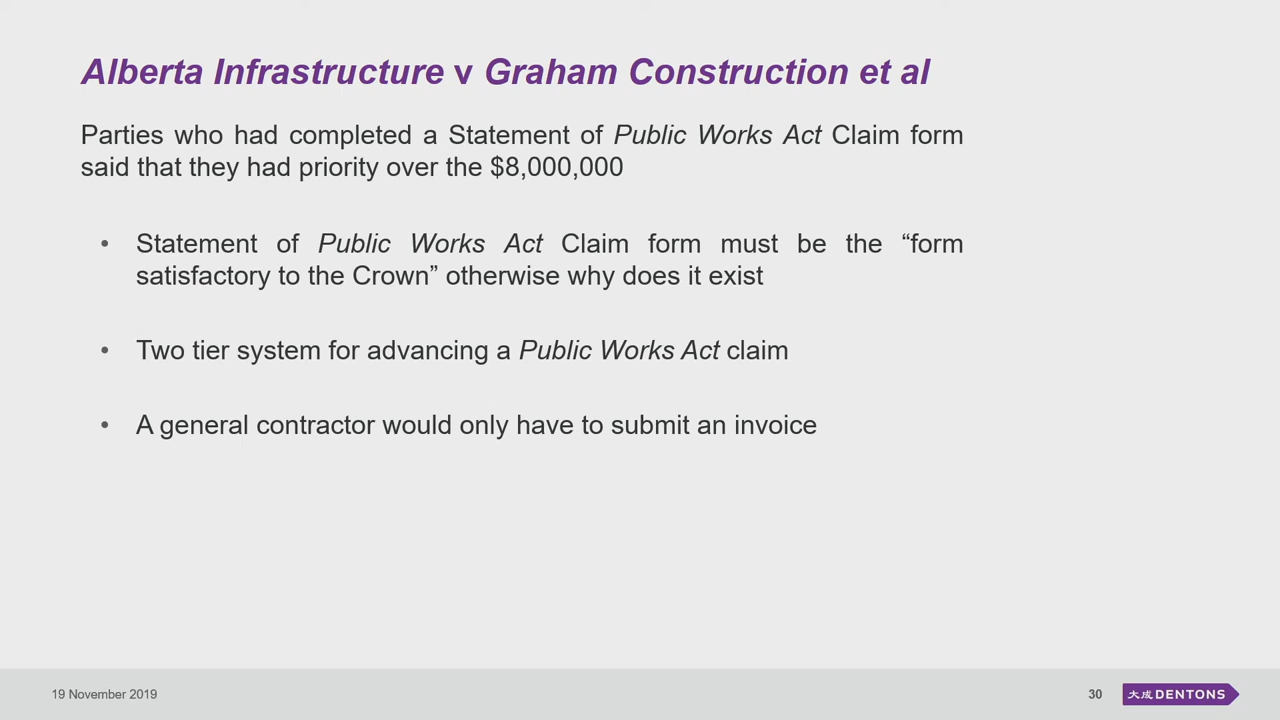 Alberta Infrastructure v Graham Construction et al
Parties who had completed a Statement of Public Works Act Claim form
said that they had priority over the $8,000,000
• Statement of Public Works Act Claim form must be the “form
satisfactory to the Crown” otherwise why does it exist
• Two tier system for advancing a Public Works Act claim
• A general contractor would only have to submit an invoice
19 November 2019
30
大成 DENTONS